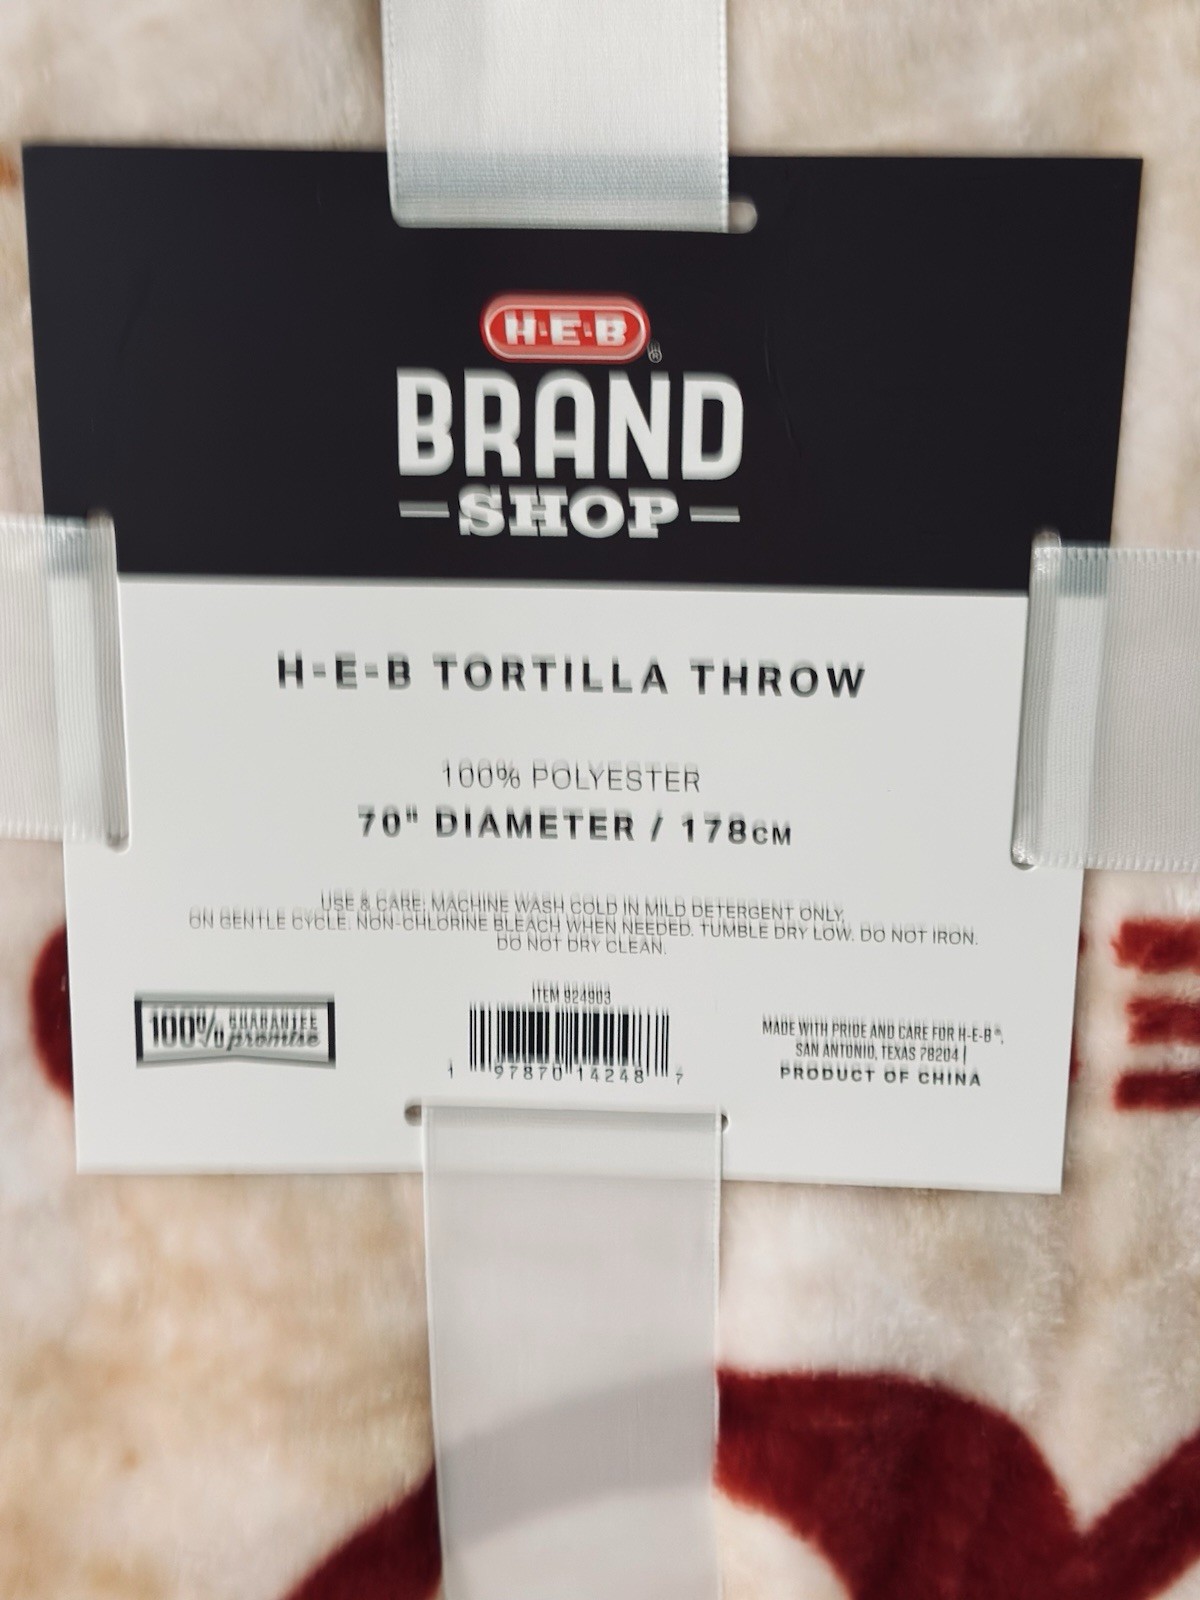 H-E-B®
BRAND
SHOP
H-E-B TORTILLA THROW
100% POLYESTER
70" DIAMETER / 178CM
USE & CARE: MACHINE WASH COLD IN MILD DETERGENT ONLY,
ON GENTLE CYCLE. NON-CHLORINE BLEACH WHEN NEEDED. TUMBLE DRY LOW. DO NOT IRON.
DO NOT DRY CLEAN.
100% GUARANTEE
promise
ITEM 924903
1 97870 14248 7
MADE WITH PRIDE AND CARE FOR H-E-B®,
SAN ANTONIO, TEXAS 78204 |
PRODUCT OF CHINA